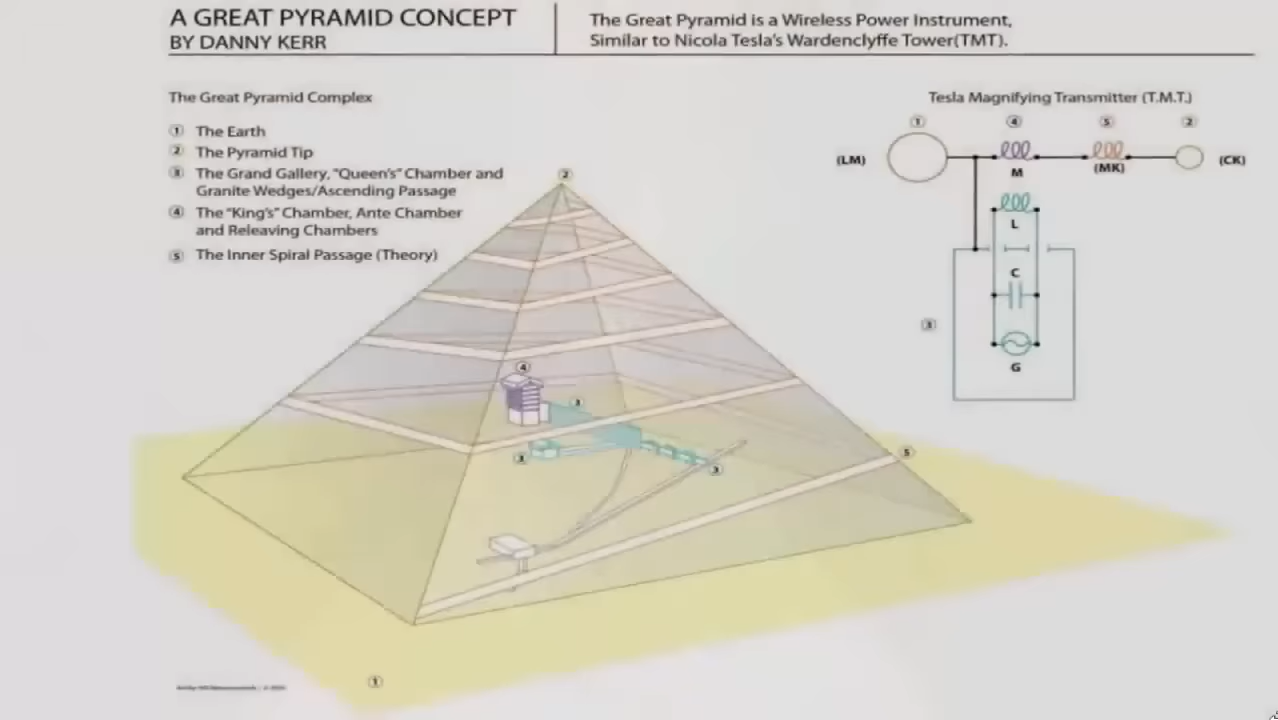 A GREAT PYRAMID CONCEPT
BY DANNY KERR
The Great Pyramid is a Wireless Power Instrument,
Similar to Nicola Tesla's Wardenclyffe Tower(TMT).
The Great Pyramid Complex
① The Earth
② The Pyramid Tip
③ The Grand Gallery, "Queen's" Chamber and
Granite Wedges/Ascending Passage
④ The "King's" Chamber, Ante Chamber
and Releaving Chambers
⑤ The Inner Spiral Passage (Theory)
Tesla Magnifying Transmitter (T.M.T.)
① ④ ⑤ ②
(LM) (CK)
M (MK)
L
C
③
G
②
④
③
③ ③
⑤
①